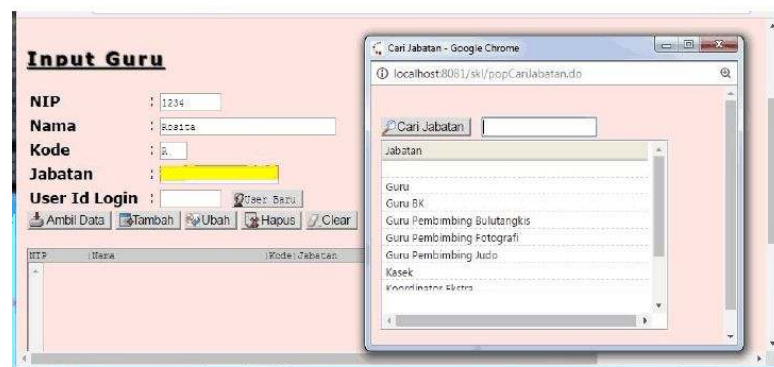 Input Guru
NIP : 1234
Nama : Rosita
Kode : R
Jabatan :
User Id Login : User Baru
Ambil Data Tambah Ubah Hapus Clear
NIP |Nama |Kode|Jabatan
Cari Jabatan - Google Chrome
localhost:8081/skl/popCariJabatan.do
Cari Jabatan
Jabatan
Guru
Guru BK
Guru Pembimbing Bulutangkis
Guru Pembimbing Fotografi
Guru Pembimbing Judo
Kasek
Koordinator Ekstra